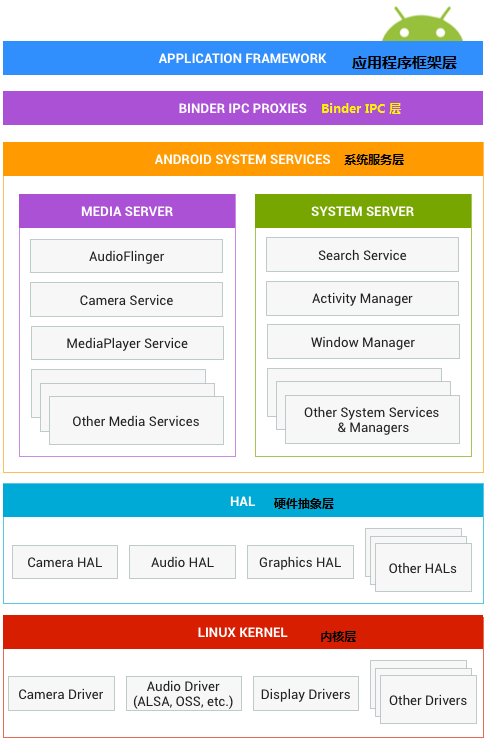 APPLICATION FRAMEWORK 应用程序框架层
BINDER IPC PROXIES Binder IPC 层
ANDROID SYSTEM SERVICES 系统服务层
MEDIA SERVER
AudioFlinger
Camera Service
MediaPlayer Service
Other Media Services
SYSTEM SERVER
Search Service
Activity Manager
Window Manager
Other System Services
& Managers
HAL 硬件抽象层
Camera HAL
Audio HAL
Graphics HAL
Other HALs
LINUX KERNEL 内核层
Camera Driver
Audio Driver
(ALSA, OSS, etc.)
Display Drivers
Other Drivers